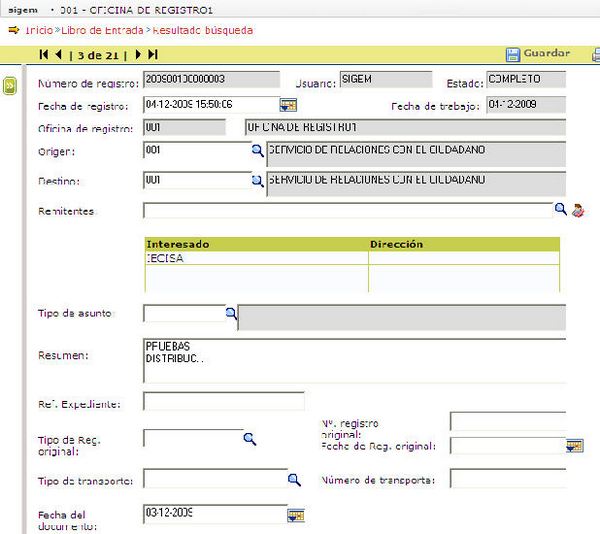 sigem • 001 - OFICINA DE REGISTRO1
Inicio»Libro de Entrada»Resultado búsqueda
| 3 de 21 | Guardar
Número de registro: 200900100000003 Usuario: SIGEM Estado: COMPLETO
Fecha de registro: 04-12-2009 15:50:06 Fecha de trabajo: 04-12-2009
Oficina de registro: 001 OFICINA DE REGISTRO1
Origen: 001 SERVICIO DE RELACIONES CON EL CIUDADANO
Destino: 001 SERVICIO DE RELACIONES CON EL CIUDADANO
Remitentes:
Interesado Dirección
IECISA
Tipo de asunto:
Resumen: PRUEBAS
DISTRIBUC...
Ref. Expediente:
Nº. registro original:
Tipo de Reg. original:
Fecha de Reg. original:
Tipo de transporte: Número de transporte:
Fecha del documento: 03-12-2009